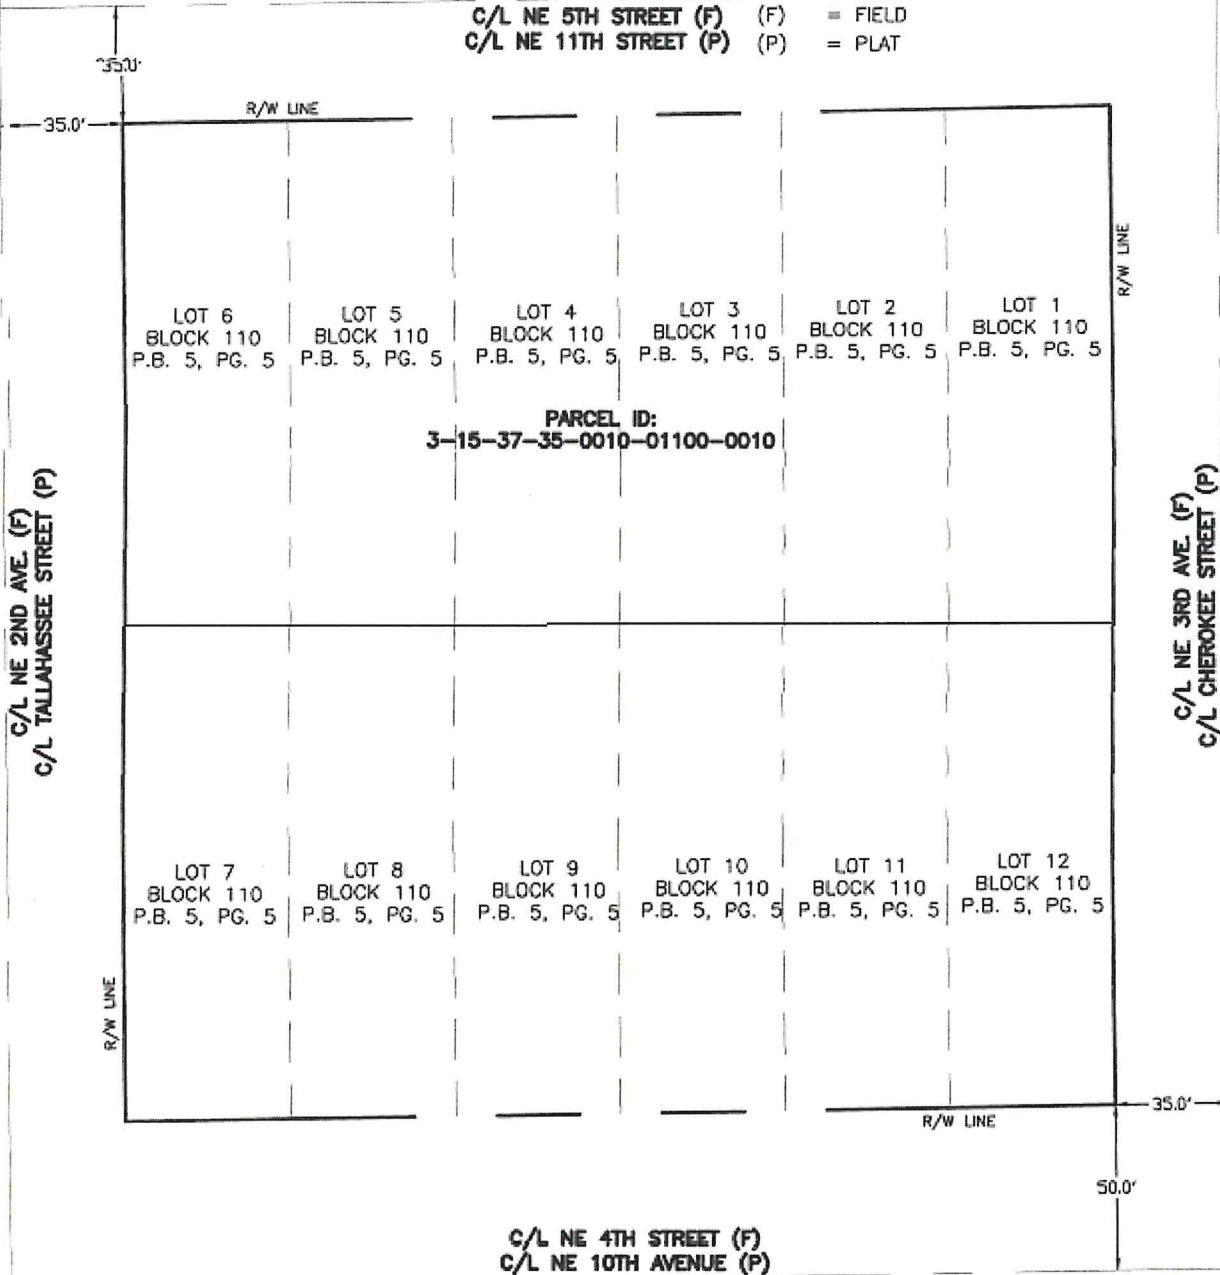 C/L NE 5TH STREET (F) (F) = FIELD
C/L NE 11TH STREET (P) (P) = PLAT
35.0'
R/W LINE
35.0'
R/W LINE
LOT 6
BLOCK 110
P.B. 5, PG. 5
LOT 5
BLOCK 110
P.B. 5, PG. 5
LOT 4
BLOCK 110
P.B. 5, PG. 5
LOT 3
BLOCK 110
P.B. 5, PG. 5
LOT 2
BLOCK 110
P.B. 5, PG. 5
LOT 1
BLOCK 110
P.B. 5, PG. 5
PARCEL ID:
3-15-37-35-0010-01100-0010
C/L NE 2ND AVE. (F)
C/L TALLAHASSEE STREET (P)
C/L NE 3RD AVE. (F)
C/L CHEROKEE STREET (P)
LOT 7
BLOCK 110
P.B. 5, PG. 5
LOT 8
BLOCK 110
P.B. 5, PG. 5
LOT 9
BLOCK 110
P.B. 5, PG. 5
LOT 10
BLOCK 110
P.B. 5, PG. 5
LOT 11
BLOCK 110
P.B. 5, PG. 5
LOT 12
BLOCK 110
P.B. 5, PG. 5
R/W LINE
35.0'
R/W LINE
50.0'
C/L NE 4TH STREET (F)
C/L NE 10TH AVENUE (P)